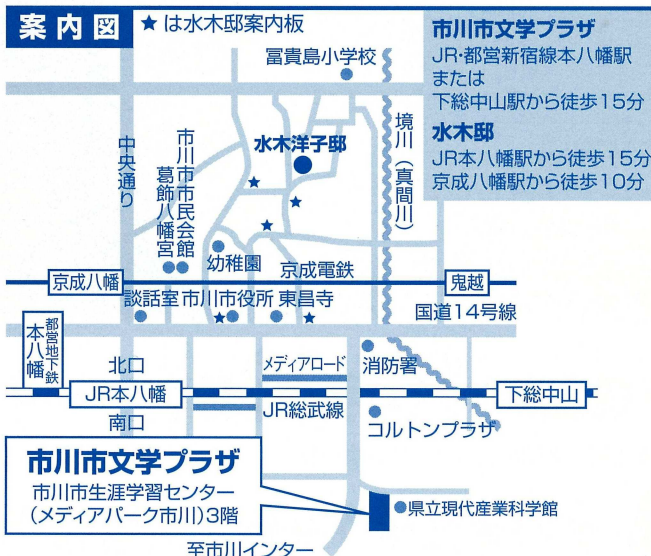 案内図
★は水木邸案内板
市川市文学プラザ
JR・都営新宿線本八幡駅
または
下総中山駅から徒歩15分
水木邸
JR本八幡駅から徒歩15分
京成八幡駅から徒歩10分
冨貴島小学校
水木洋子邸
境川(真間川)
中央通り
市川市市民会館
葛飾八幡宮
幼稚園
京成電鉄
京成八幡
鬼越
談話室
市川市役所
東昌寺
国道14号線
都営地下鉄
本八幡
北口
メディアロード
消防署
JR本八幡
下総中山
南口
JR総武線
コルトンプラザ
市川市文学プラザ
市川市生涯学習センター
(メディアパーク市川)3階
県立現代産業科学館
至市川インター